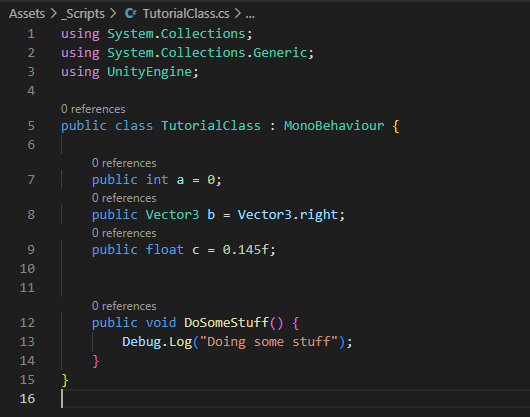 Assets > _Scripts > C# TutorialClass.cs > ...
1 using System.Collections;
2 using System.Collections.Generic;
3 using UnityEngine;
4
0 references
5 public class TutorialClass : MonoBehaviour {
6
0 references
7 public int a = 0;
0 references
8 public Vector3 b = Vector3.right;
0 references
9 public float c = 0.145f;
10
11
0 references
12 public void DoSomeStuff() {
13 Debug.Log("Doing some stuff");
14 }
15 }
16